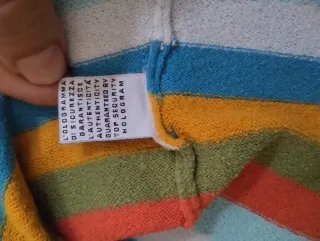 L'OLOGRAMMA
DI SICUREZZA
GARANTISCE
L'AUTENTICITÀ
AUTHENTICITY
GUARANTEED BY
TOP SECURITY
HOLOGRAM